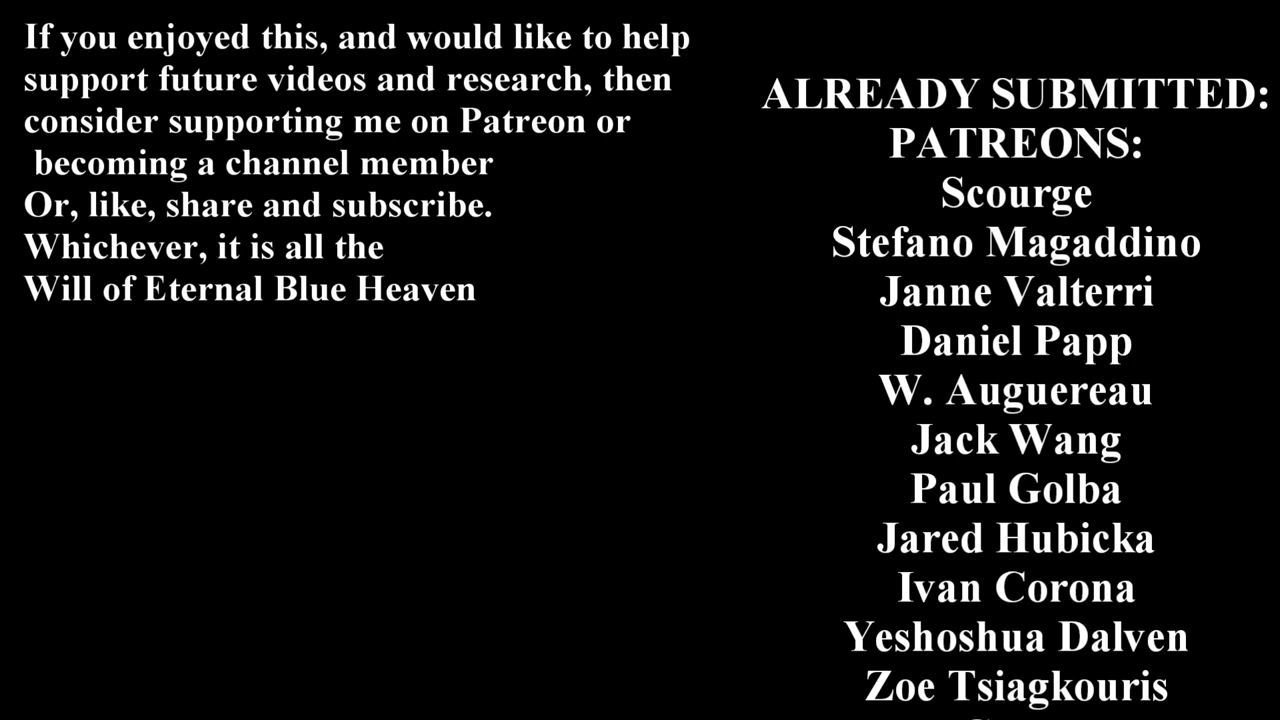 If you enjoyed this, and would like to help
support future videos and research, then
consider supporting me on Patreon or
becoming a channel member
Or, like, share and subscribe.
Whichever, it is all the
Will of Eternal Blue Heaven
ALREADY SUBMITTED:
PATREONS:
Scourge
Stefano Magaddino
Janne Valterri
Daniel Papp
W. Auguereau
Jack Wang
Paul Golba
Jared Hubicka
Ivan Corona
Yeshoshua Dalven
Zoe Tsiagkouris